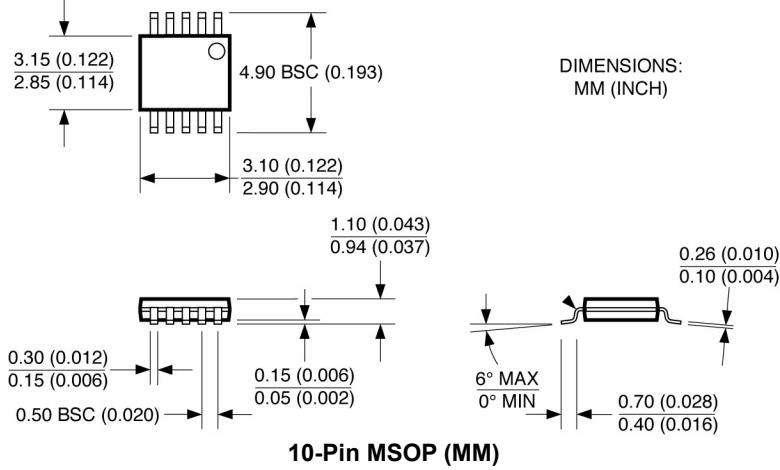 3.15 (0.122)
2.85 (0.114)
4.90 BSC (0.193)
DIMENSIONS:
MM (INCH)
3.10 (0.122)
2.90 (0.114)
1.10 (0.043)
0.94 (0.037)
0.26 (0.010)
0.10 (0.004)
0.30 (0.012)
0.15 (0.006)
0.15 (0.006)
0.05 (0.002)
6° MAX
0° MIN
0.70 (0.028)
0.40 (0.016)
0.50 BSC (0.020)
10-Pin MSOP (MM)